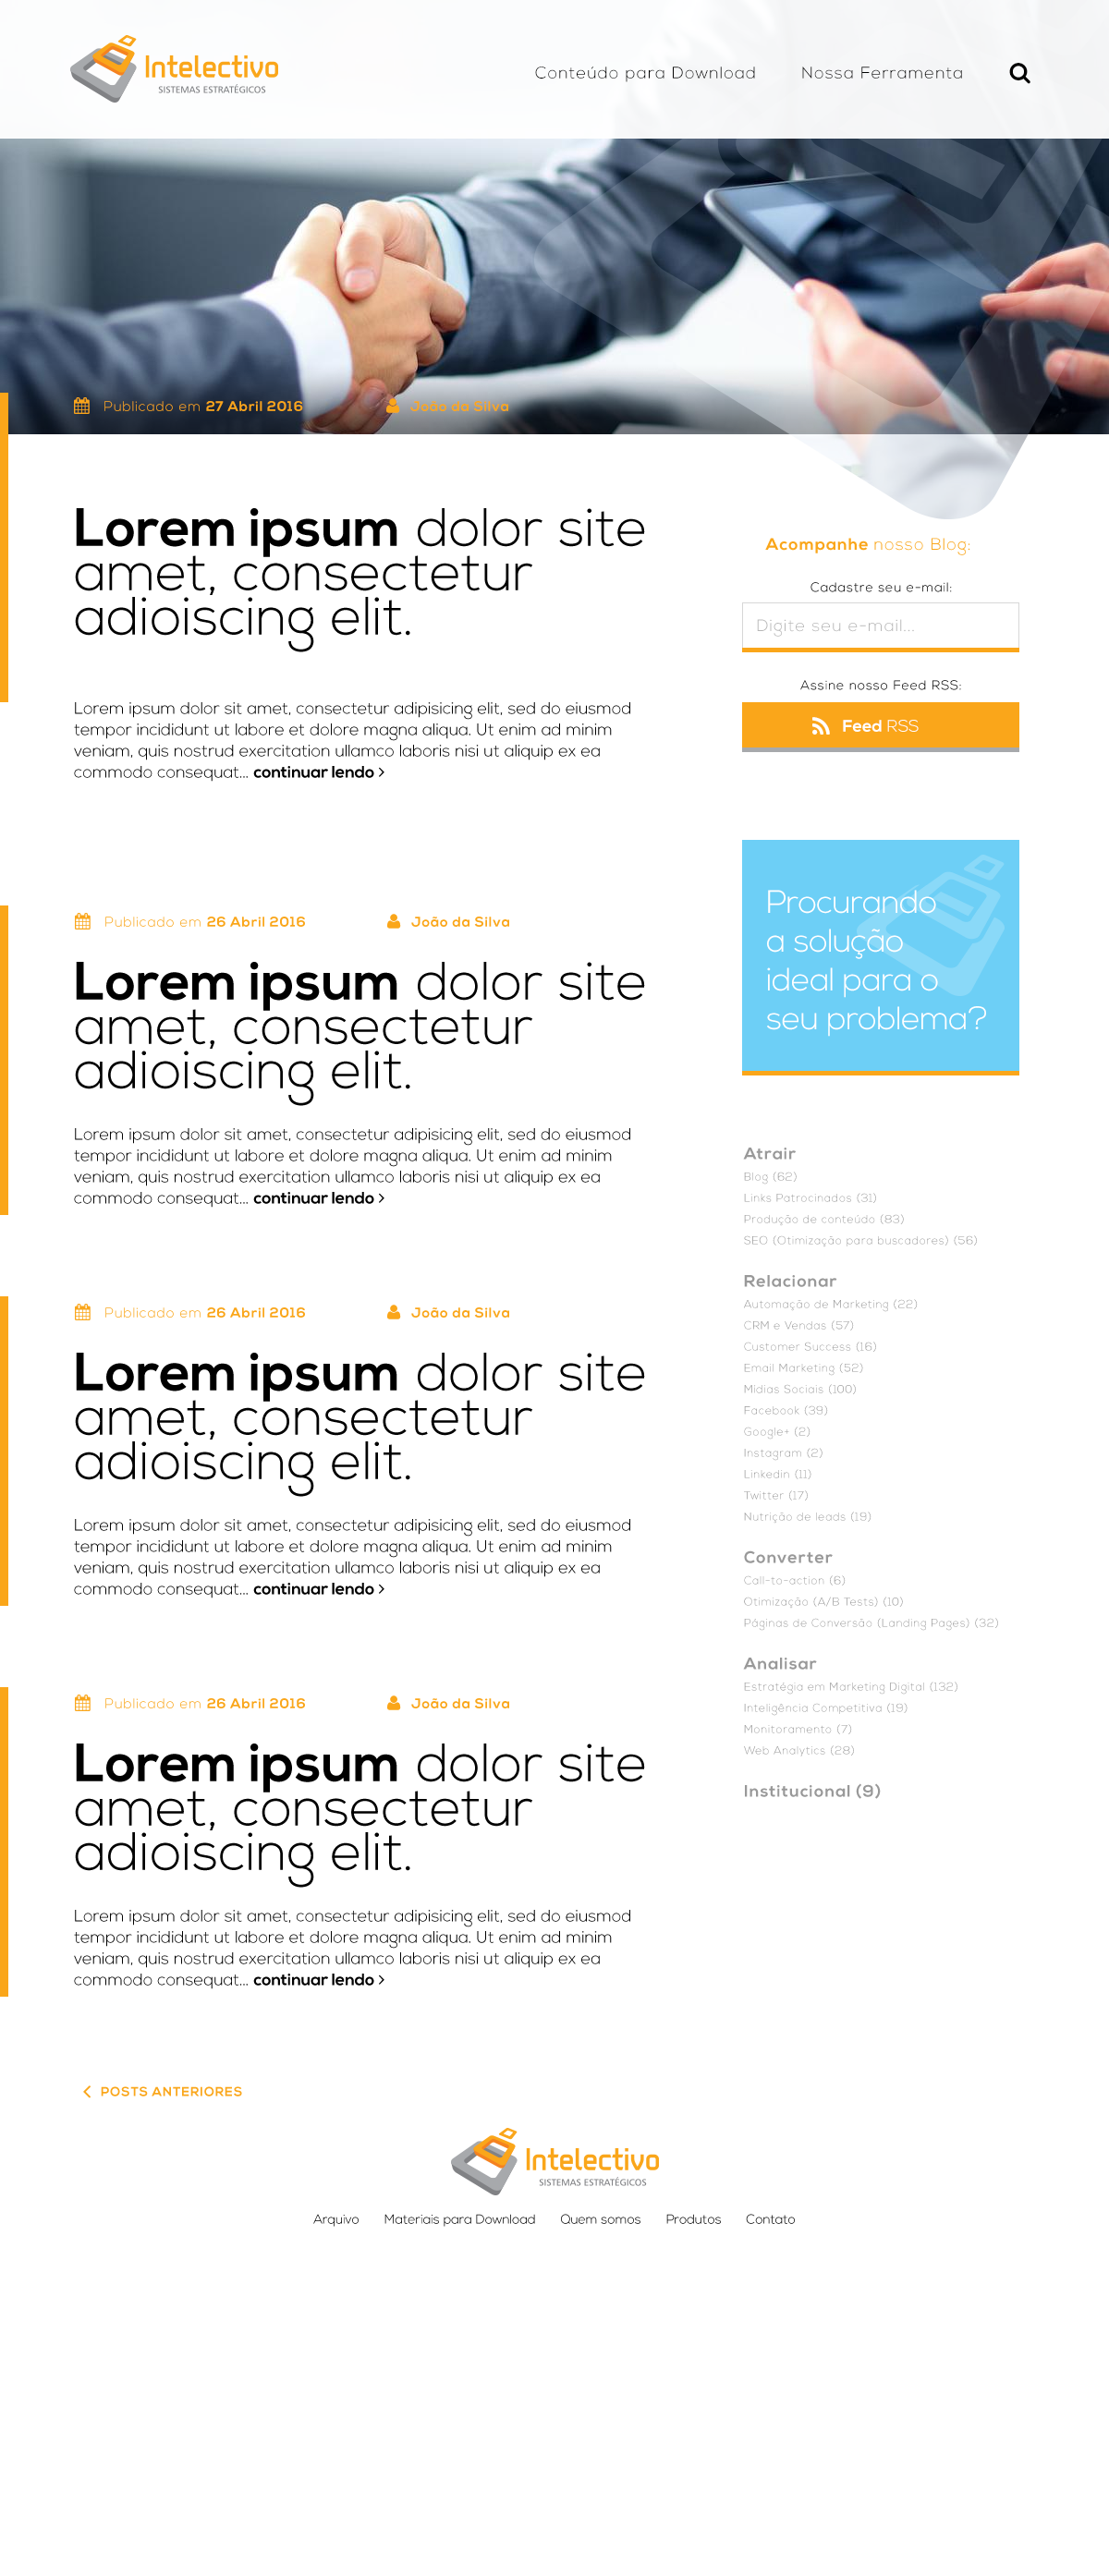 Intelectivo
SISTEMAS ESTRATÉGICOS
Conteúdo para Download
Nossa Ferramenta
Publicado em 27 Abril 2016
João da Silva
Lorem ipsum dolor site
amet, consectetur
adioiscing elit.
Lorem ipsum dolor sit amet, consectetur adipisicing elit, sed do eiusmod
tempor incididunt ut labore et dolore magna aliqua. Ut enim ad minim
veniam, quis nostrud exercitation ullamco laboris nisi ut aliquip ex ea
commodo consequat... continuar lendo >
Publicado em 26 Abril 2016
João da Silva
Lorem ipsum dolor site
amet, consectetur
adioiscing elit.
Lorem ipsum dolor sit amet, consectetur adipisicing elit, sed do eiusmod
tempor incididunt ut labore et dolore magna aliqua. Ut enim ad minim
veniam, quis nostrud exercitation ullamco laboris nisi ut aliquip ex ea
commodo consequat... continuar lendo >
Publicado em 26 Abril 2016
João da Silva
Lorem ipsum dolor site
amet, consectetur
adioiscing elit.
Lorem ipsum dolor sit amet, consectetur adipisicing elit, sed do eiusmod
tempor incididunt ut labore et dolore magna aliqua. Ut enim ad minim
veniam, quis nostrud exercitation ullamco laboris nisi ut aliquip ex ea
commodo consequat... continuar lendo >
Publicado em 26 Abril 2016
João da Silva
Lorem ipsum dolor site
amet, consectetur
adioiscing elit.
Lorem ipsum dolor sit amet, consectetur adipisicing elit, sed do eiusmod
tempor incididunt ut labore et dolore magna aliqua. Ut enim ad minim
veniam, quis nostrud exercitation ullamco laboris nisi ut aliquip ex ea
commodo consequat... continuar lendo >
< POSTS ANTERIORES
Acompanhe nosso Blog:
Cadastre seu e-mail:
Digite seu e-mail...
Assine nosso Feed RSS:
Feed RSS
Procurando
a solução
ideal para o
seu problema?
Atrair
Blog (62)
Links Patrocinados (31)
Produção de conteúdo (83)
SEO (Otimização para buscadores) (56)
Relacionar
Automação de Marketing (22)
CRM e Vendas (57)
Customer Success (16)
Email Marketing (52)
Mídias Sociais (100)
Facebook (39)
Google+ (2)
Instagram (2)
Linkedin (11)
Twitter (17)
Nutrição de leads (19)
Converter
Call-to-action (6)
Otimização (A/B Tests) (10)
Páginas de Conversão (Landing Pages) (32)
Analisar
Estratégia em Marketing Digital (132)
Inteligência Competitiva (19)
Monitoramento (7)
Web Analytics (28)
Institucional (9)
Intelectivo
SISTEMAS ESTRATÉGICOS
Arquivo
Materiais para Download
Quem somos
Produtos
Contato